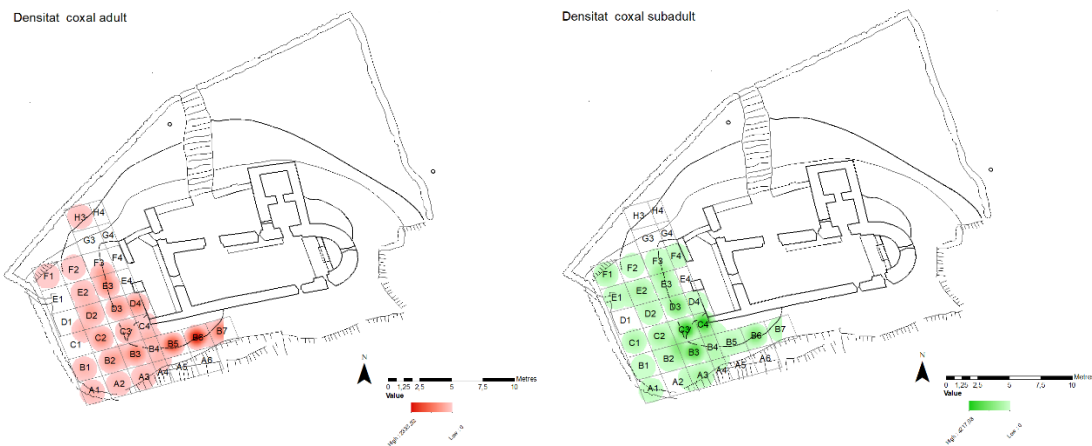 Densitat coxal adult
H3 H4
G3 G4
F1 F2 F3 F4
E1 E2 E3 E4
D1 D2 D3 D4
C1 C2 C3 C4
B1 B2 B3 B4 B5 B6 B7
A1 A2 A3 A4 A5 A6
N
Metres
0 1,25 2.5 5 7,5 10
Value
Low : 0
Densitat coxal subadult
H3 H4
G3 G4
F1 F2 F3 F4
E1 E2 E3 E4
D1 D2 D3 D4
C1 C2 C3 C4
B1 B2 B3 B4 B5 B6 B7
A1 A2 A3 A4 A5 A6
N
Metres
0 1,25 2.5 5 7,5 10
Value
High : 4217,58
Low : 0